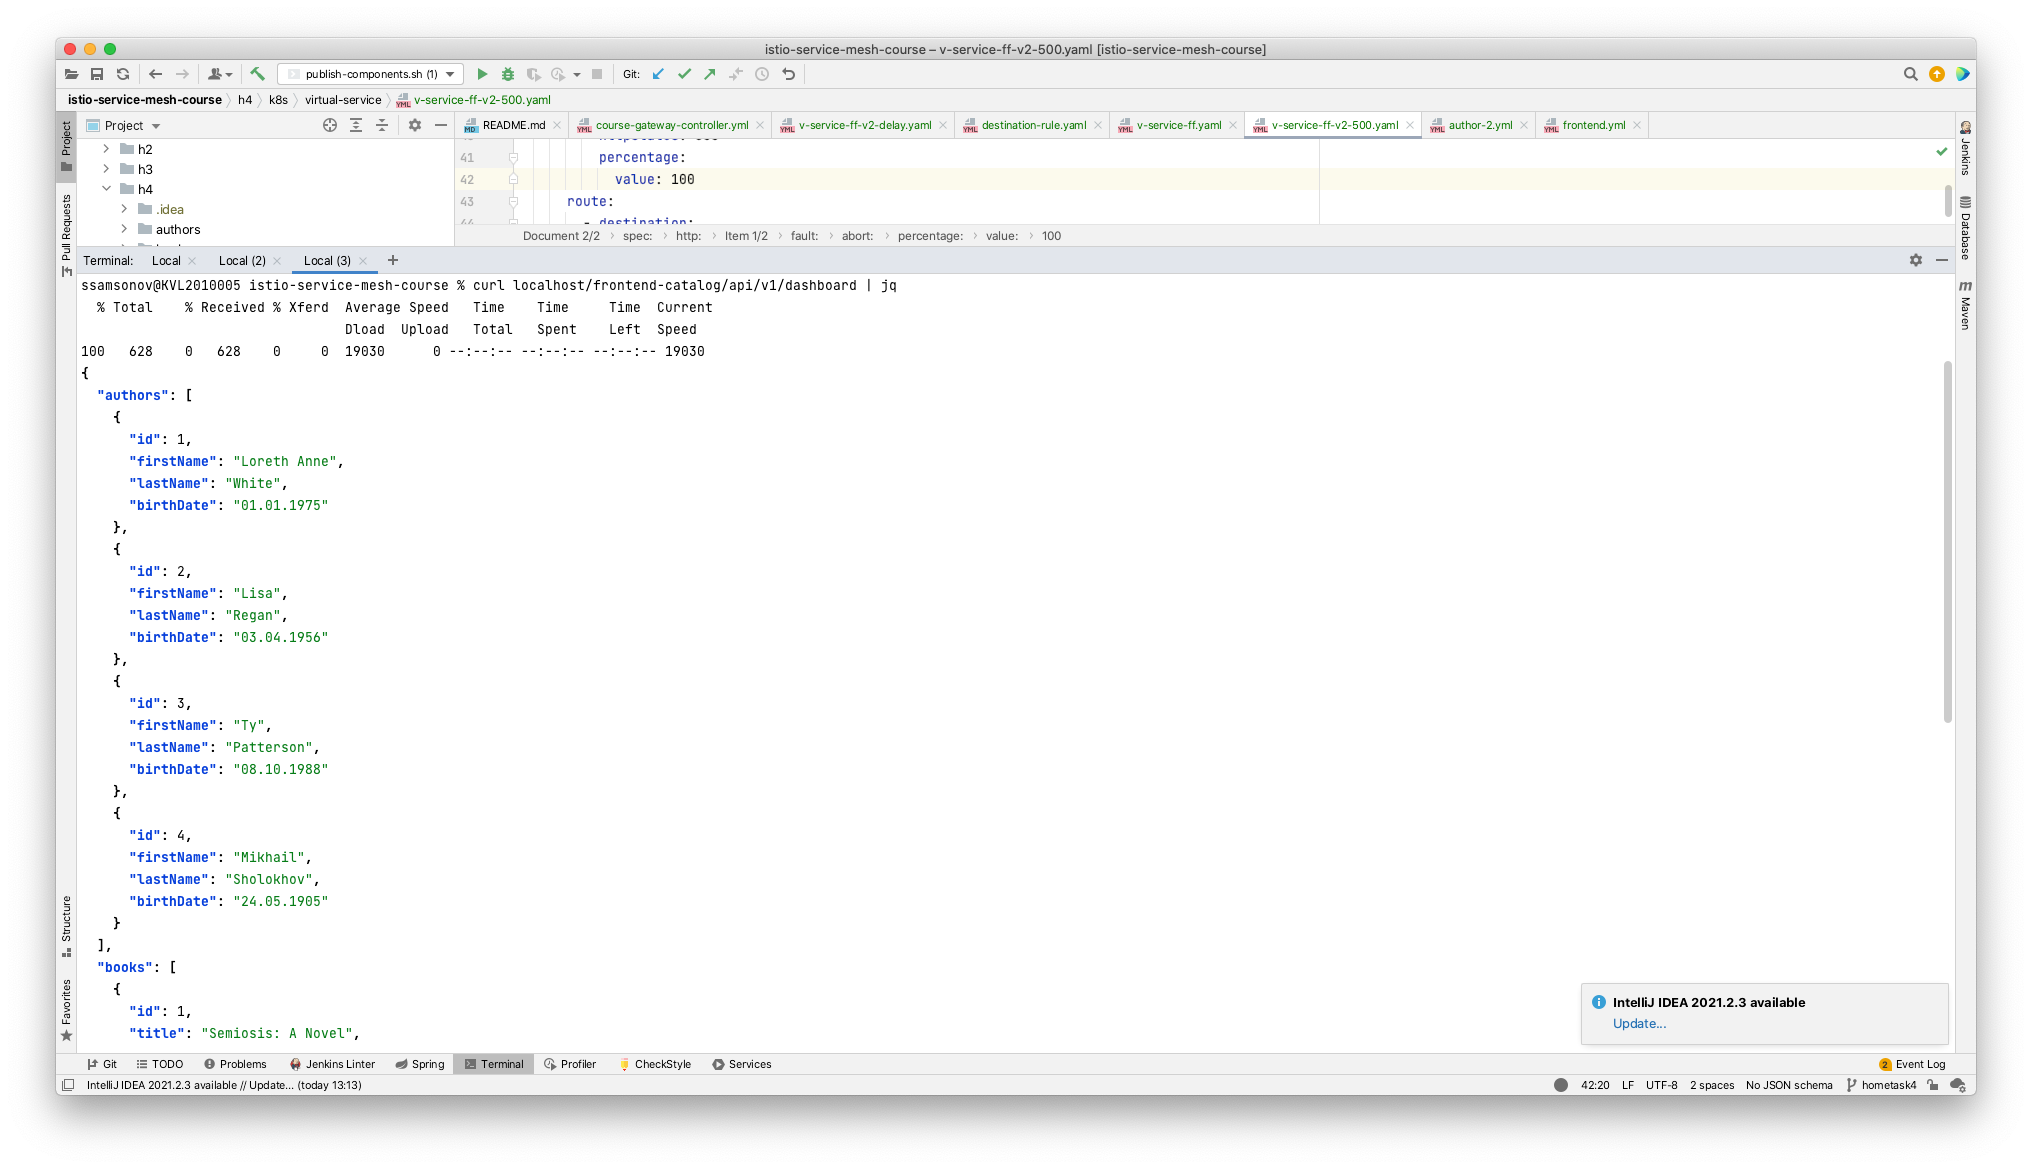 istio-service-mesh-course – v-service-ff-v2-500.yaml [istio-service-mesh-course]
publish-components.sh (1)
Git:
istio-service-mesh-course h4 k8s virtual-service v-service-ff-v2-500.yaml
Project
README.md course-gateway-controller.yml v-service-ff-v2-delay.yaml destination-rule.yaml v-service-ff.yaml v-service-ff-v2-500.yaml author-2.yml frontend.yml
Project
Pull Requests
Structure
Favorites
Jenkins
Database
m Maven
h2
h3
h4
.idea
authors
41 percentage:
42 value: 100
43 route:
44 - destination:
Document 2/2 › spec: › http: › Item 1/2 › fault: › abort: › percentage: › value: › 100
Terminal: Local Local (2) Local (3) +
ssamsonov@KVL2010005 istio-service-mesh-course % curl localhost/frontend-catalog/api/v1/dashboard | jq
% Total % Received % Xferd Average Speed Time Time Time Current
Dload Upload Total Spent Left Speed
100 628 0 628 0 0 19030 0 --:--:-- --:--:-- --:--:-- 19030
{
"authors": [
{
"id": 1,
"firstName": "Loreth Anne",
"lastName": "White",
"birthDate": "01.01.1975"
},
{
"id": 2,
"firstName": "Lisa",
"lastName": "Regan",
"birthDate": "03.04.1956"
},
{
"id": 3,
"firstName": "Ty",
"lastName": "Patterson",
"birthDate": "08.10.1988"
},
{
"id": 4,
"firstName": "Mikhail",
"lastName": "Sholokhov",
"birthDate": "24.05.1905"
}
],
"books": [
{
"id": 1,
"title": "Semiosis: A Novel",
IntelliJ IDEA 2021.2.3 available
Update...
Git TODO Problems Jenkins Linter Spring Terminal Profiler CheckStyle Services 2 Event Log
IntelliJ IDEA 2021.2.3 available // Update... (today 13:13) 42:20 LF UTF-8 2 spaces No JSON schema hometask4